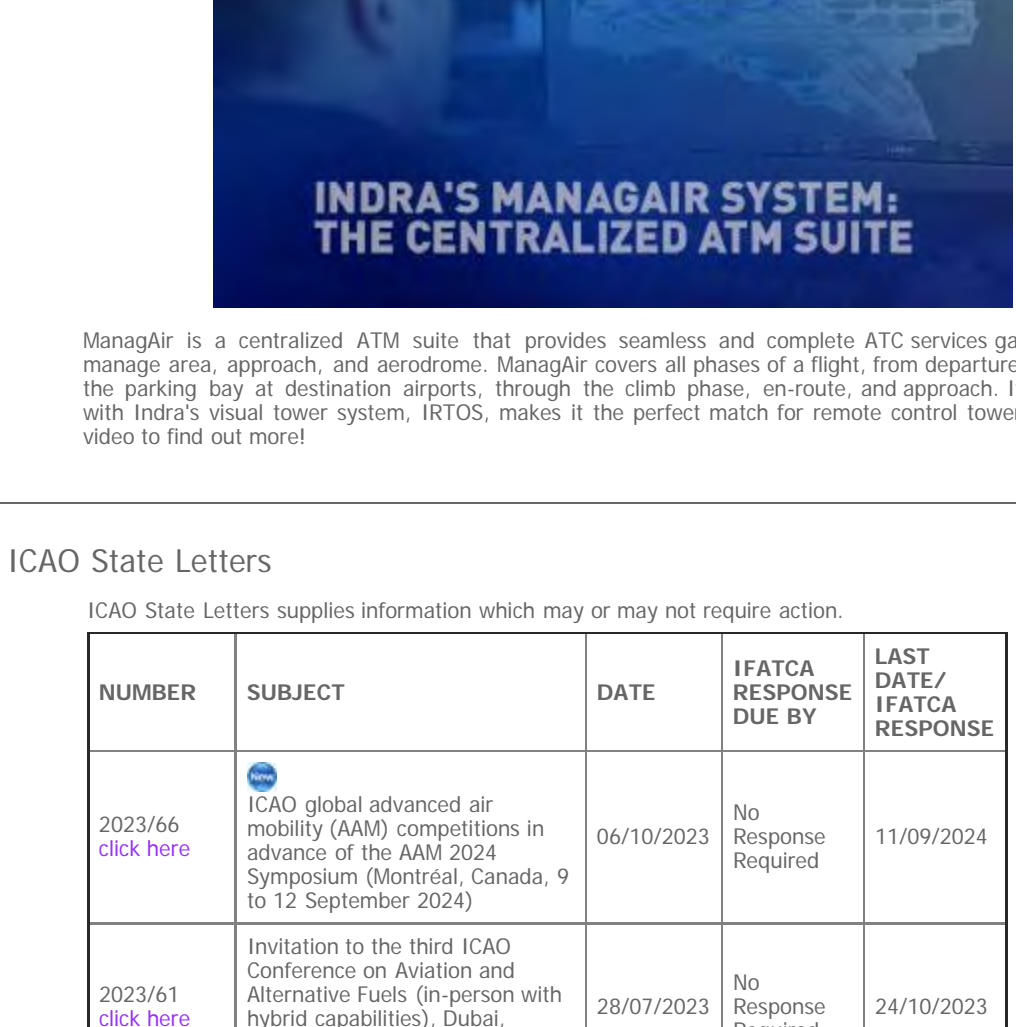 INDRA'S MANAGAIR SYSTEM:
THE CENTRALIZED ATM SUITE
ManagAir is a centralized ATM suite that provides seamless and complete ATC services ga
manage area, approach, and aerodrome. ManagAir covers all phases of a flight, from departure
the parking bay at destination airports, through the climb phase, en-route, and approach. I
with Indra's visual tower system, IRTOS, makes it the perfect match for remote control tower
video to find out more!
ICAO State Letters
ICAO State Letters supplies information which may or may not require action.
NUMBER
SUBJECT
DATE
IFATCA
RESPONSE
DUE BY
LAST
DATE/
IFATCA
RESPONSE
2023/66
click here
New
ICAO global advanced air
mobility (AAM) competitions in
advance of the AAM 2024
Symposium (Montréal, Canada, 9
to 12 September 2024)
06/10/2023
No
Response
Required
11/09/2024
2023/61
click here
Invitation to the third ICAO
Conference on Aviation and
Alternative Fuels (in-person with
hybrid capabilities), Dubai,
28/07/2023
No
Response
Required
24/10/2023